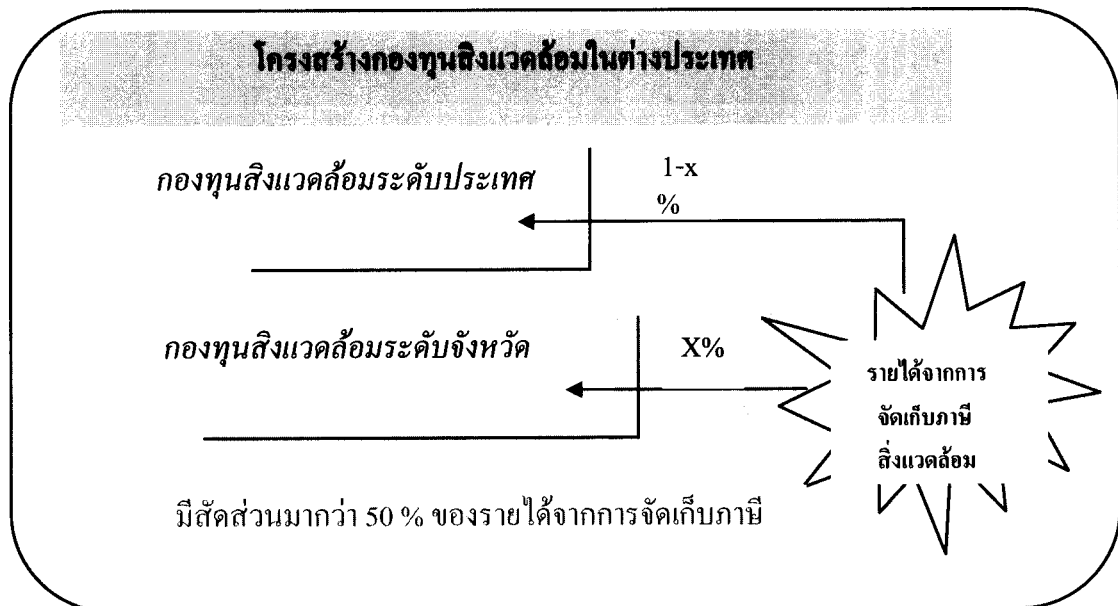 โครงสร้างกองทุนสิ่งแวดล้อมในต่างประเทศ
กองทุนสิ่งแวดล้อมระดับประเทศ
1-x
%
กองทุนสิ่งแวดล้อมระดับจังหวัด
X%
รายได้จากการ
จัดเก็บภาษี
สิ่งแวดล้อม
มีสัดส่วนมากว่า 50 % ของรายได้จากการจัดเก็บภาษี